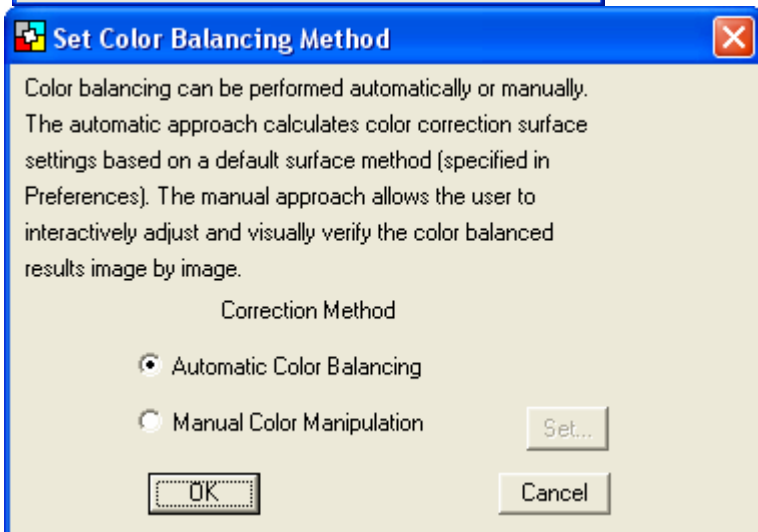 Set Color Balancing Method
Color balancing can be performed automatically or manually.
The automatic approach calculates color correction surface
settings based on a default surface method (specified in
Preferences). The manual approach allows the user to
interactively adjust and visually verify the color balanced
results image by image.
Correction Method
Automatic Color Balancing
Manual Color Manipulation
Set...
OK
Cancel